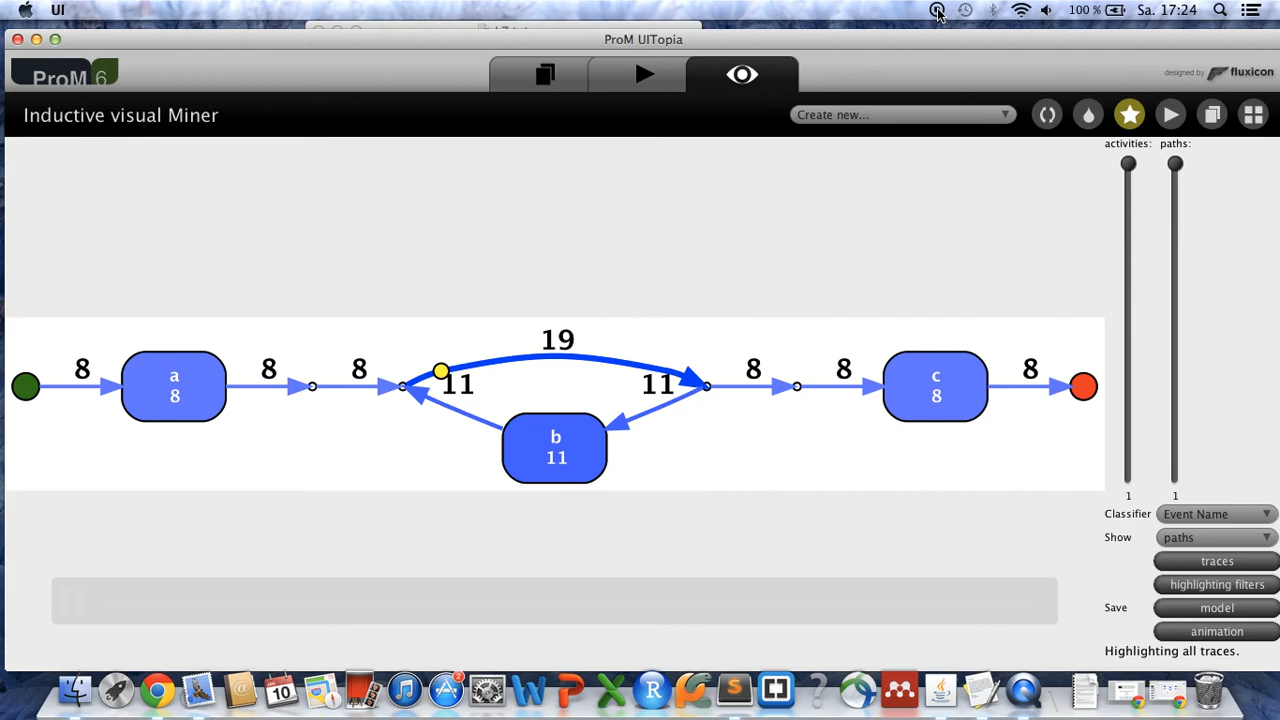 UI
100 %
Sa. 17:24
ProM UITopia
ProM 6
designed by fluxicon
Inductive visual Miner
Create new...
activities: paths:
19
8 8 8 11 11 8 8 8
a
8
c
8
b
11
1 1
Classifier Event Name
Show paths
traces
highlighting filters
Save model
animation
Highlighting all traces.
2
10
W P X R S